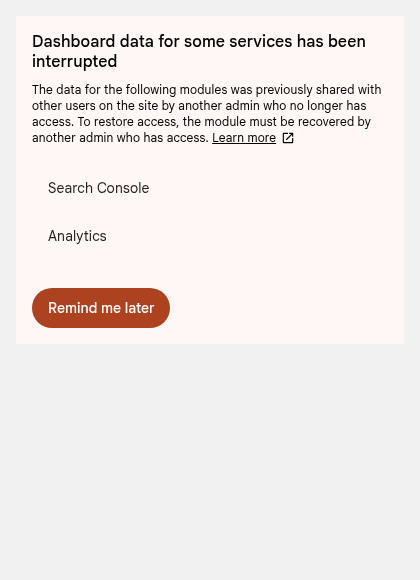 Dashboard data for some services has been
interrupted
The data for the following modules was previously shared with
other users on the site by another admin who no longer has
access. To restore access, the module must be recovered by
another admin who has access. Learn more
Search Console
Analytics
Remind me later